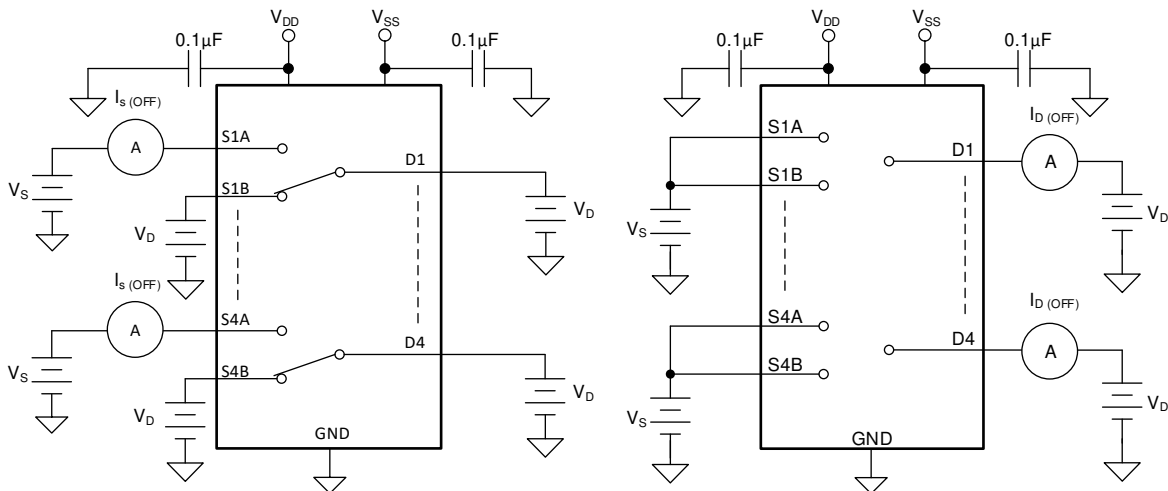 VDD
VSS
0.1µF
0.1µF
Is (OFF)
A
S1A
D1
VS
S1B
VD
VD
Is (OFF)
A
S4A
D4
VS
S4B
VD
VD
GND
VDD
VSS
0.1µF
0.1µF
ID (OFF)
S1A
D1
A
S1B
VS
VD
ID (OFF)
S4A
D4
A
S4B
VS
VD
GND